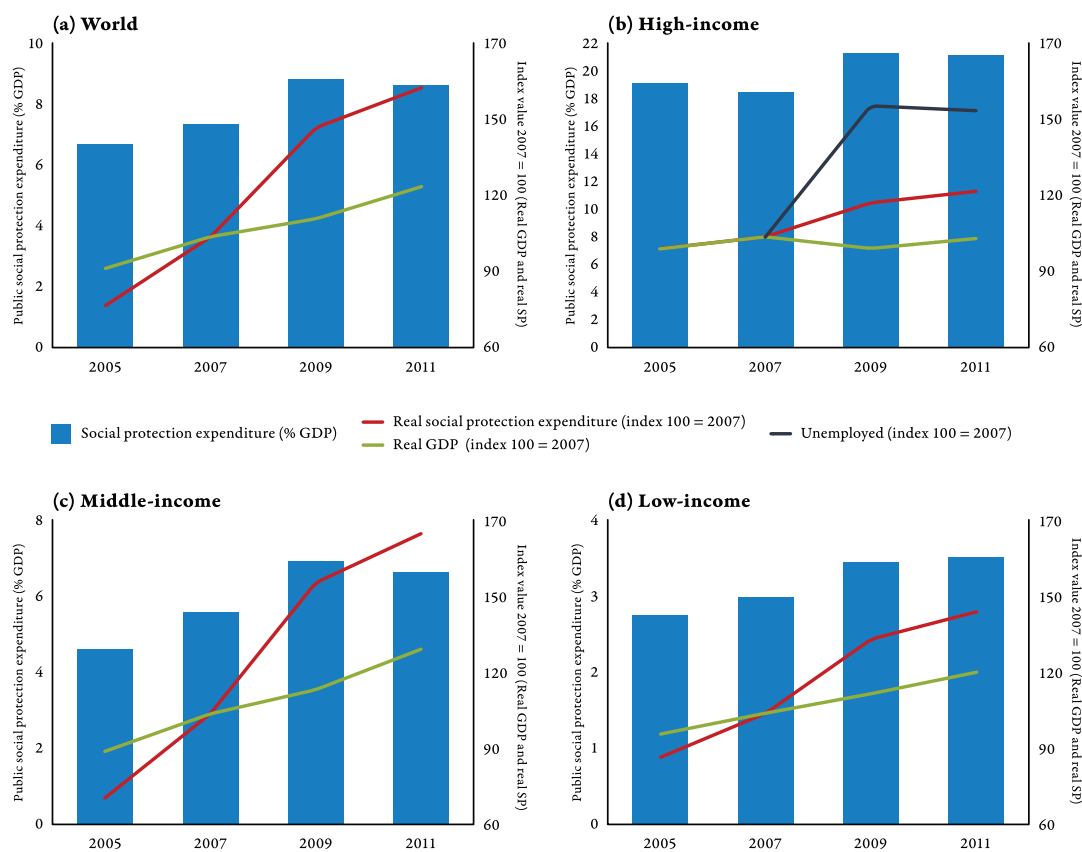 (a) World
Public social protection expenditure (% GDP)
10
8
6
4
2
0
170
150
120
90
60
Index value 2007 = 100 (Real GDP and real SP)
2005 2007 2009 2011
(b) High-income
Public social protection expenditure (% GDP)
22
20
18
16
14
12
10
8
6
4
2
0
170
150
120
90
60
Index value 2007 = 100 (Real GDP and real SP)
2005 2007 2009 2011
Social protection expenditure (% GDP)
Real social protection expenditure (index 100 = 2007)
Real GDP (index 100 = 2007)
Unemployed (index 100 = 2007)
(c) Middle-income
Public social protection expenditure (% GDP)
8
6
4
2
0
170
150
120
90
60
Index value 2007 = 100 (Real GDP and real SP)
2005 2007 2009 2011
(d) Low-income
Public social protection expenditure (% GDP)
4
3
2
1
0
170
150
120
90
60
Index value 2007 = 100 (Real GDP and real SP)
2005 2007 2009 2011